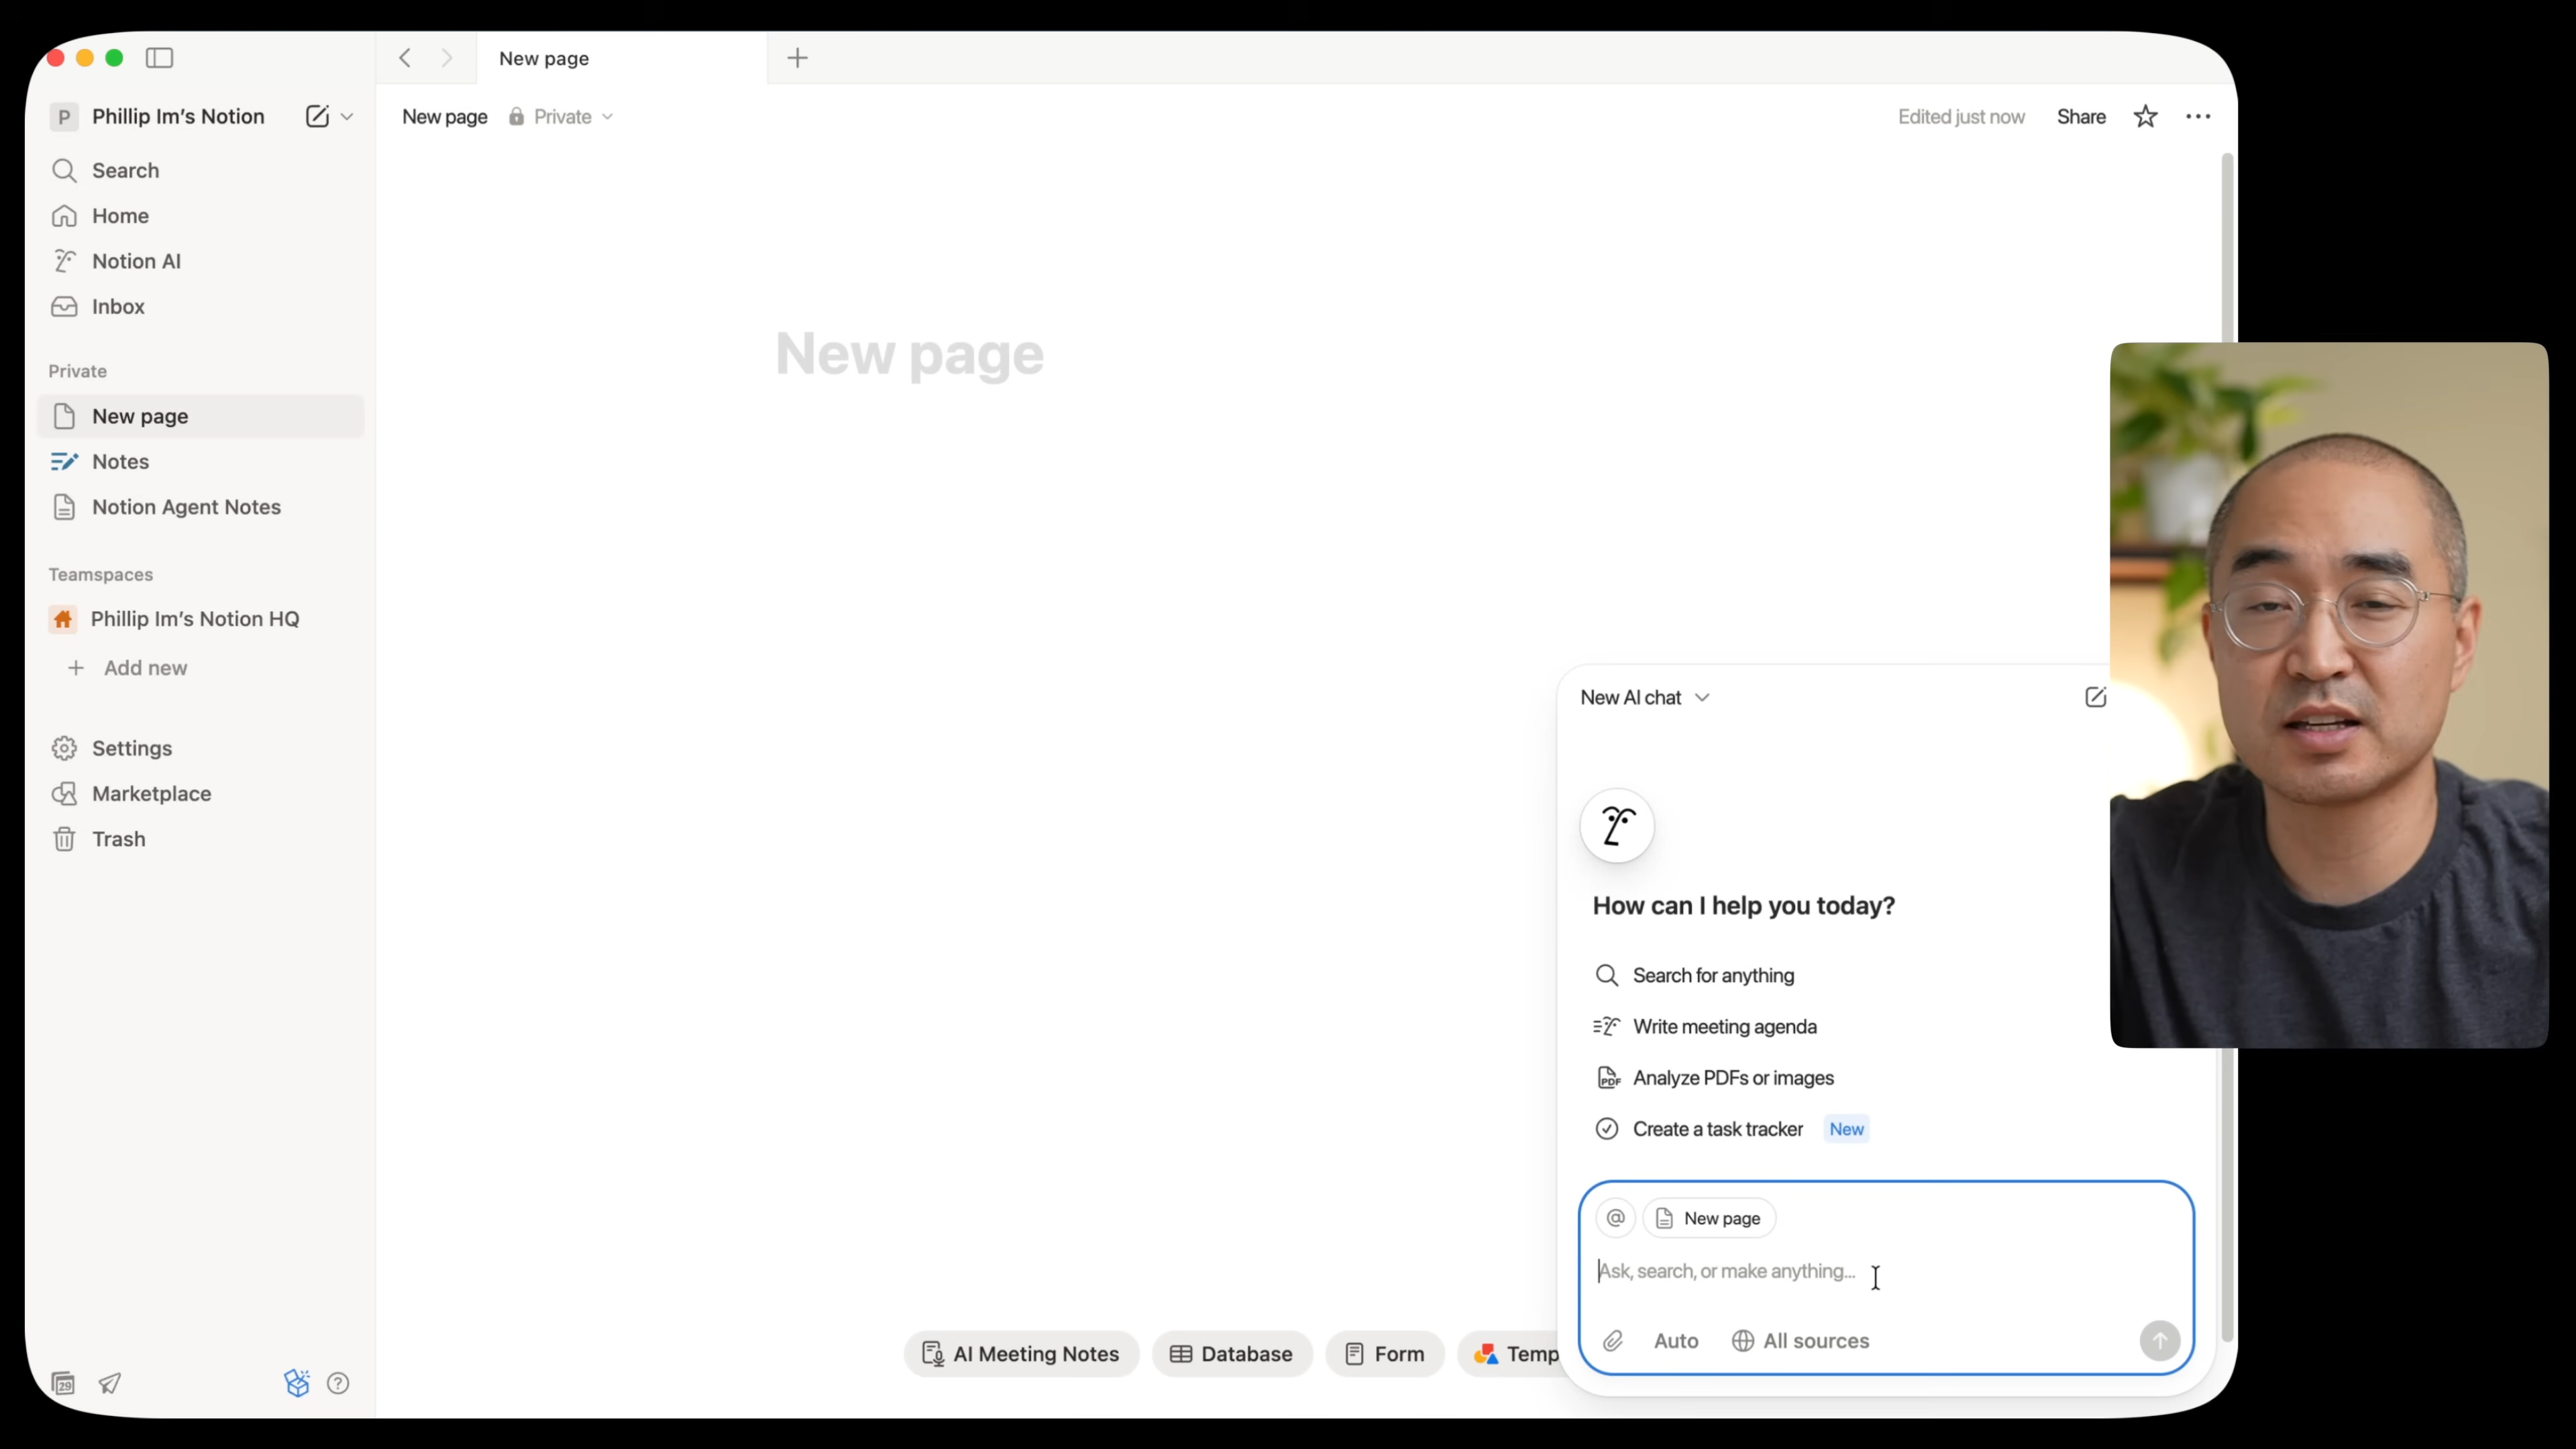 New page
P Phillip Im’s Notion
New page Private
Edited just now Share
Search
Home
Notion AI
Inbox
Private
New page
Notes
Notion Agent Notes
Teamspaces
Phillip Im’s Notion HQ
Add new
Settings
Marketplace
Trash
29
New page
AI Meeting Notes
Database
Form
Temp
New AI chat
How can I help you today?
Search for anything
Write meeting agenda
PDF Analyze PDFs or images
Create a task tracker New
@ New page
Ask, search, or make anything...
Auto All sources